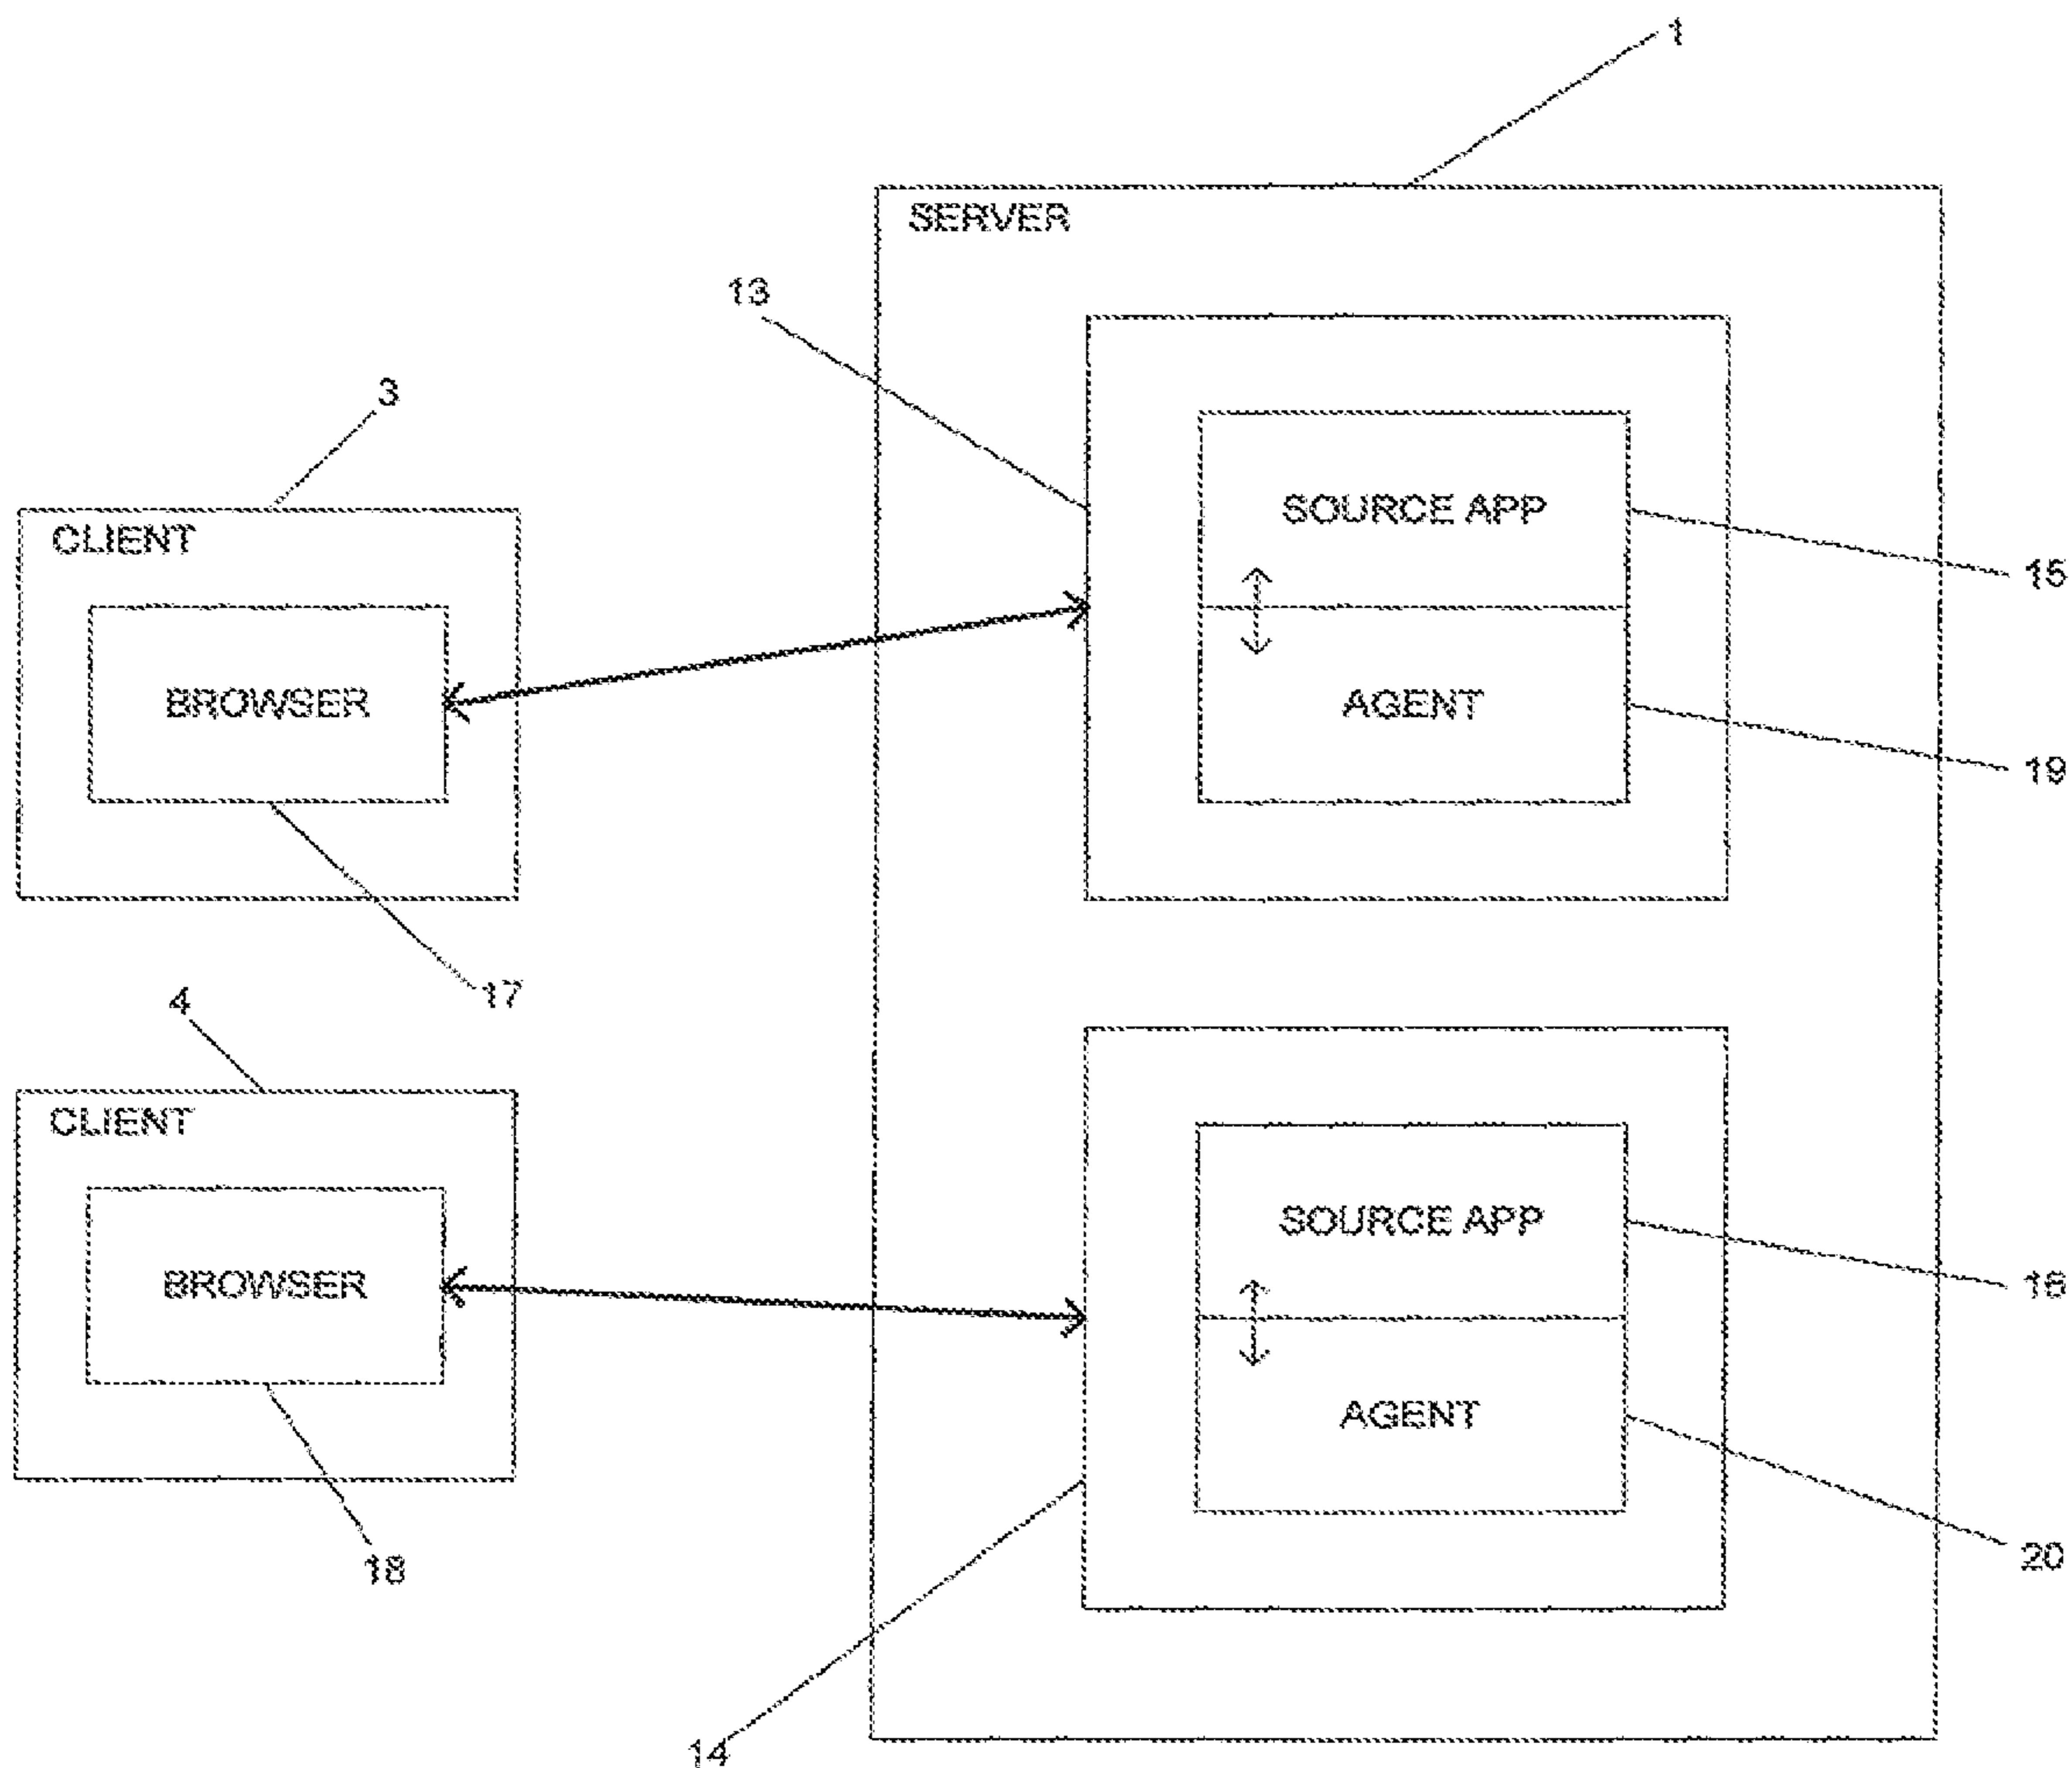 1
SERVER
13
3
SOURCE APP
CLIENT
15
BROWSER
AGENT
19
17
4
CLIENT
SOURCE APP
16
BROWSER
AGENT
18
20
14